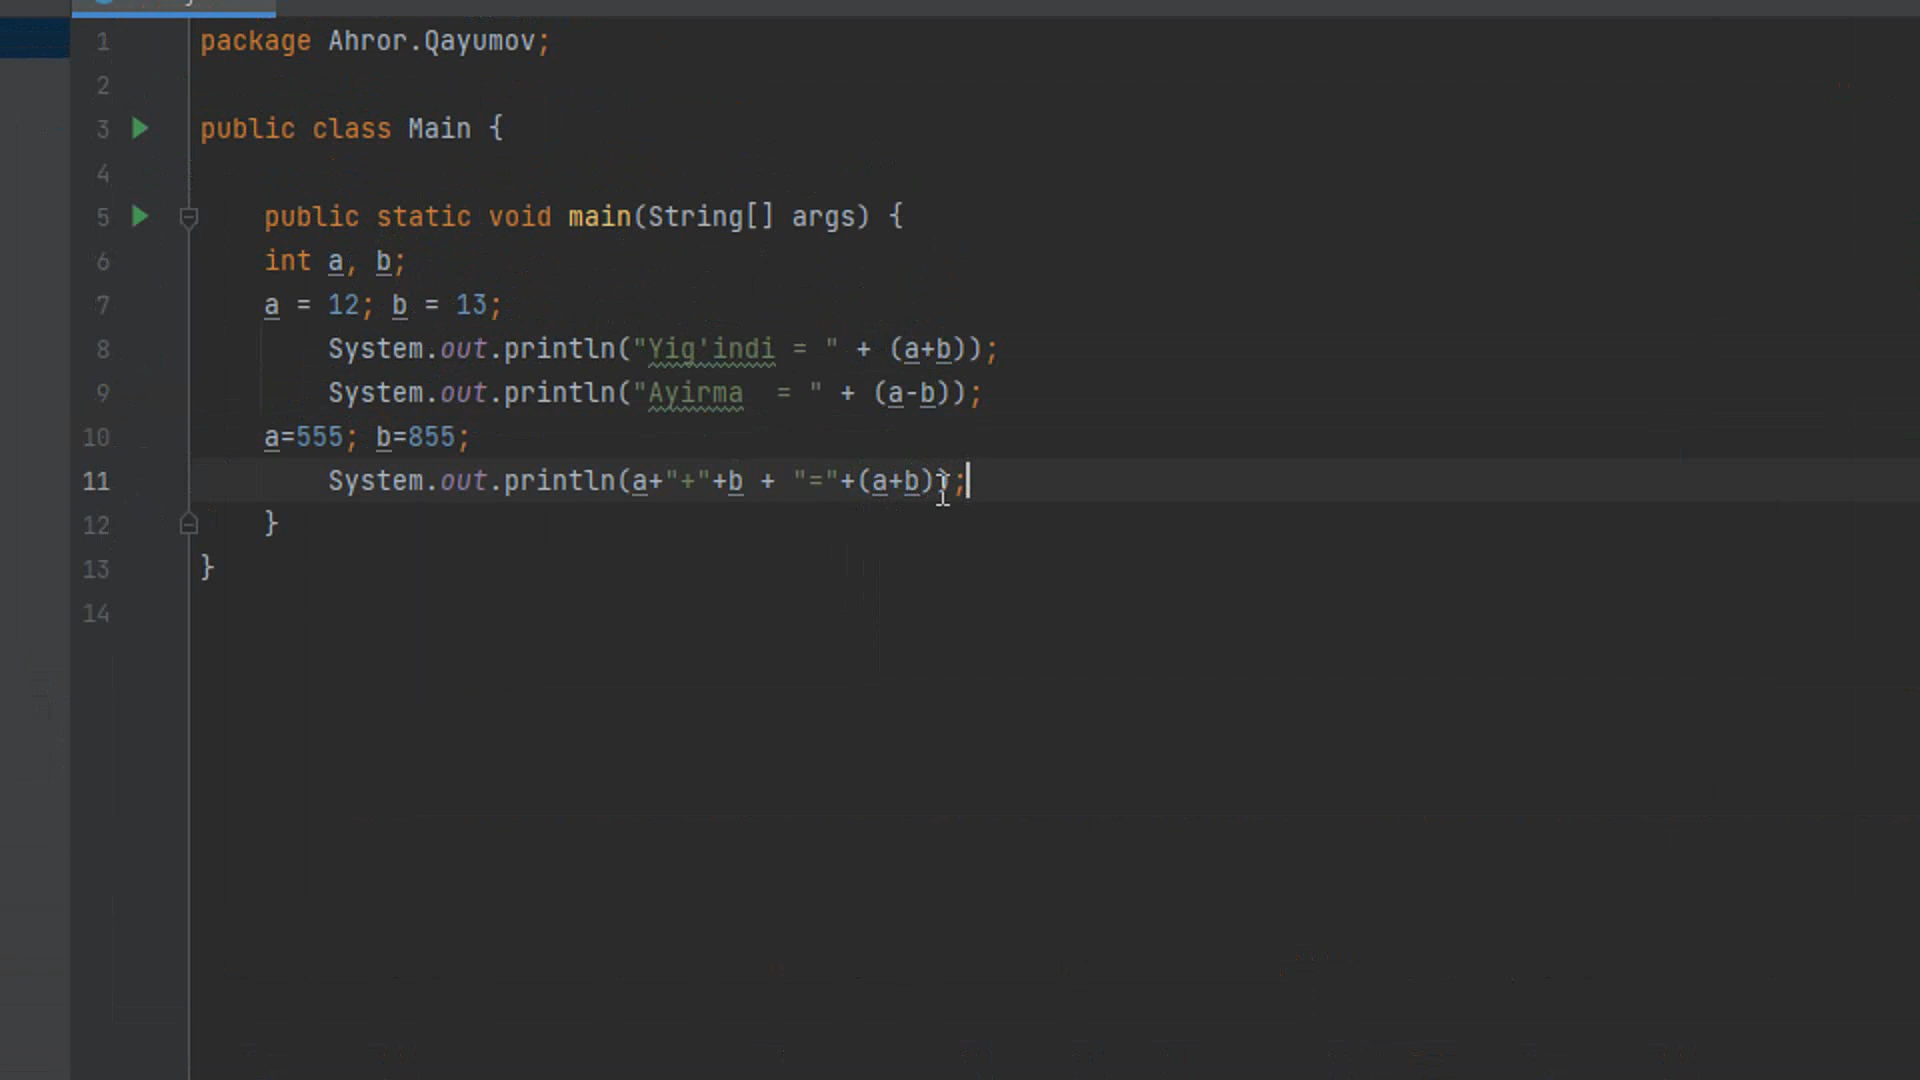 1 package Ahror.Qayumov;
2
3 public class Main {
4
5     public static void main(String[] args) {
6     int a, b;
7     a = 12; b = 13;
8         System.out.println("Yig'indi = " + (a+b));
9         System.out.println("Ayirma  = " + (a-b));
10     a=555; b=855;
11         System.out.println(a+"+"+b + "="+(a+b));
12     }
13 }
14